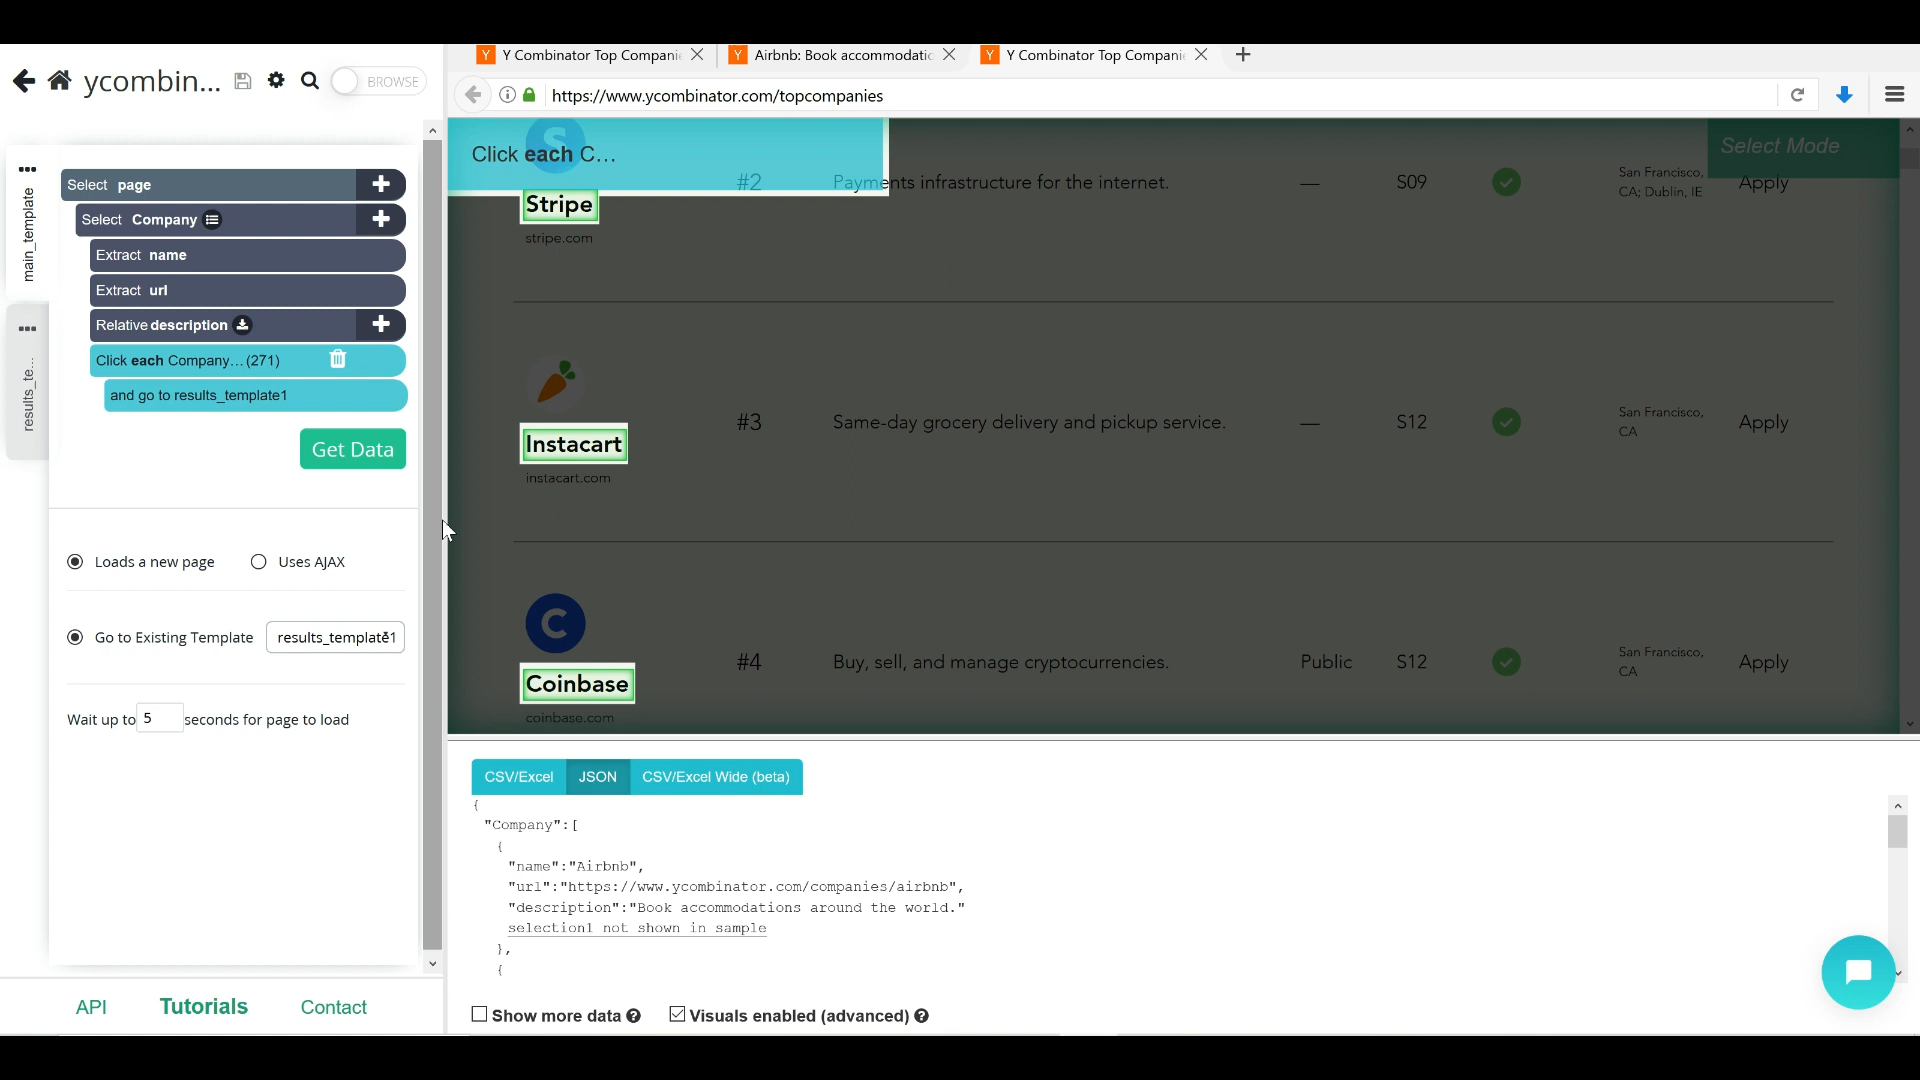 Y Combinator Top Compani
Airbnb: Book accommodatic
Y Combinator Top Compani
ycombin...
BROWSE
https://www.ycombinator.com/topcompanies
main_template
results_te...
Select page
Select Company
Extract name
Extract url
Relative description
Click each Company... (271)
and go to results_template1
Get Data
Loads a new page
Uses AJAX
Go to Existing Template
results_template1
Wait up to 5 seconds for page to load
API
Tutorials
Contact
Click each C...
Select Mode
S
#2
Payments infrastructure for the internet.
—
S09
San Francisco,
CA; Dublin, IE
Apply
Stripe
stripe.com
#3
Same-day grocery delivery and pickup service.
—
S12
San Francisco,
CA
Apply
Instacart
instacart.com
C
#4
Buy, sell, and manage cryptocurrencies.
Public
S12
San Francisco,
CA
Apply
Coinbase
coinbase.com
CSV/Excel
JSON
CSV/Excel Wide (beta)
{
"Company":[
{
"name":"Airbnb",
"url":"https://www.ycombinator.com/companies/airbnb",
"description":"Book accommodations around the world."
selection1 not shown in sample
},
{
Show more data
Visuals enabled (advanced)